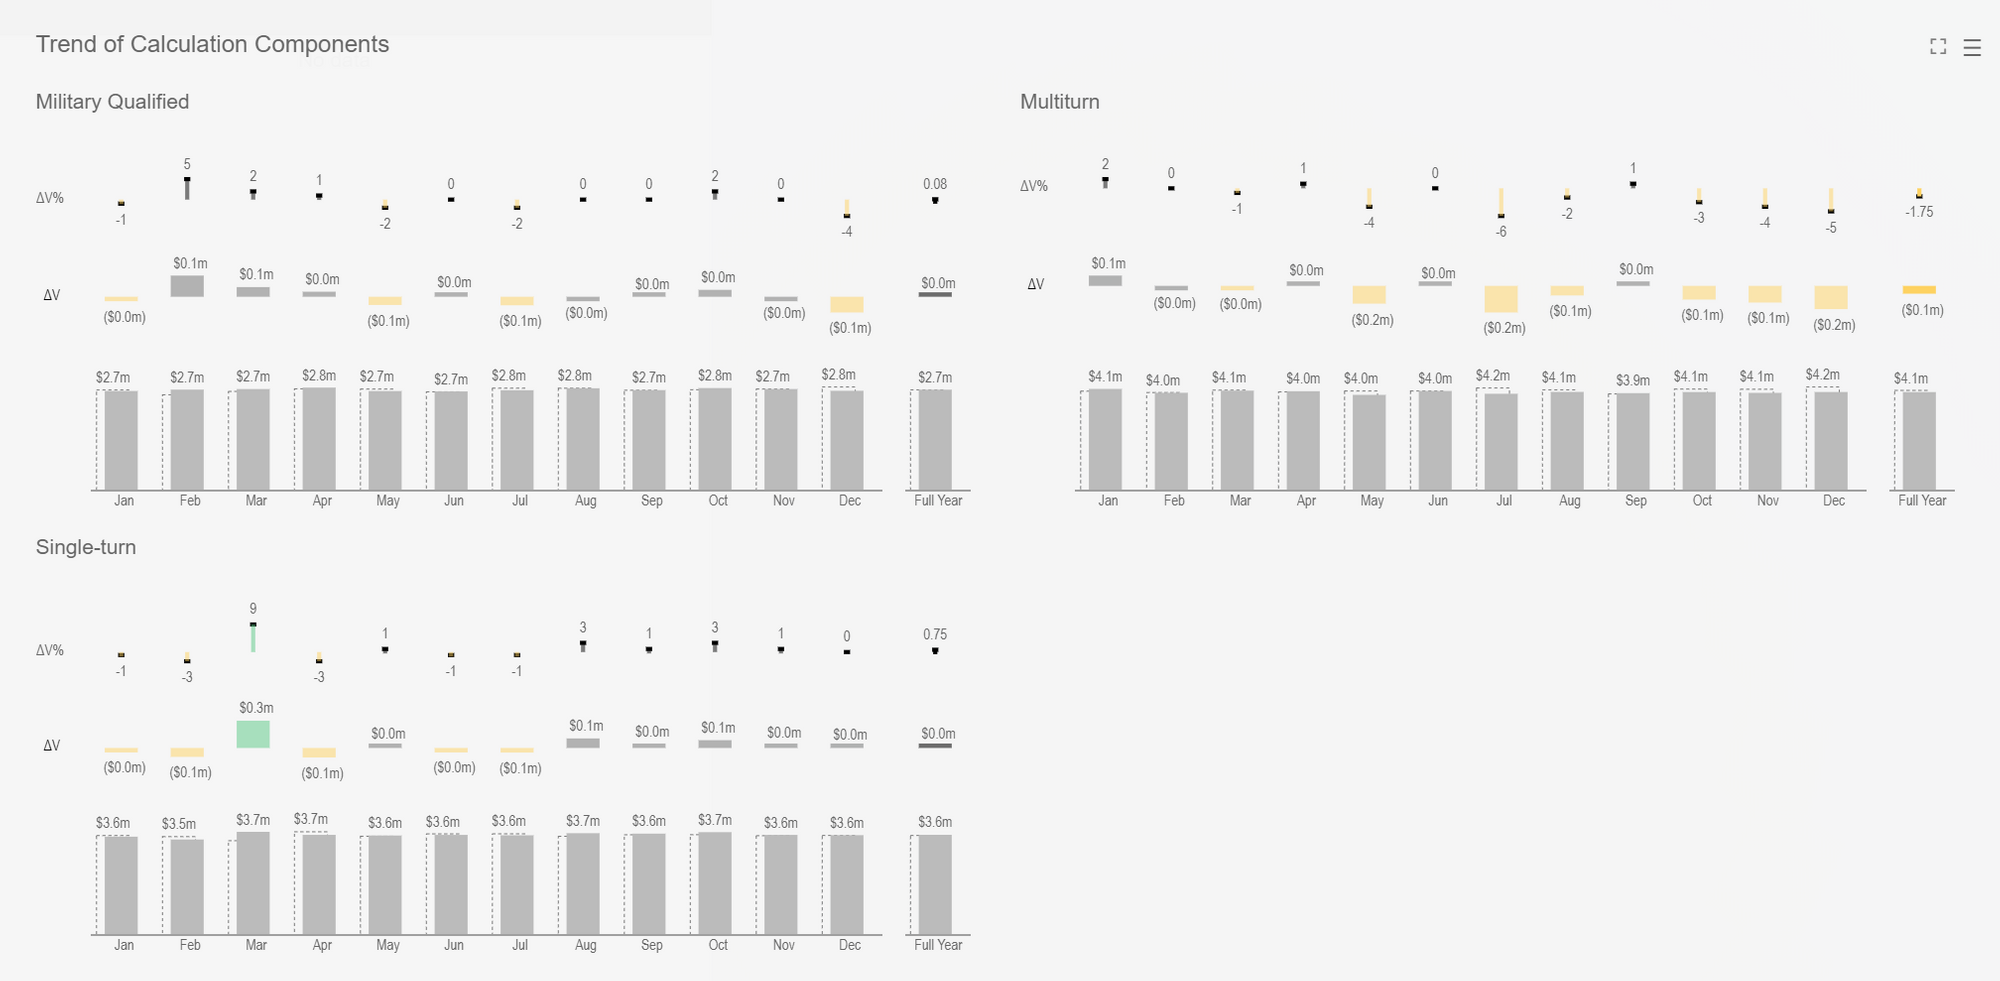 Trend of Calculation Components
Military Qualified
5
2
1
0
0
0
2
0
0.08
ΔV%
-1
-2
-2
-4
$0.1m
$0.1m
$0.0m
$0.0m
$0.0m
$0.0m
$0.0m
ΔV
($0.0m)
($0.1m)
($0.1m)
($0.0m)
($0.0m)
($0.1m)
$2.7m
$2.7m
$2.7m
$2.8m
$2.7m
$2.7m
$2.8m
$2.8m
$2.7m
$2.8m
$2.7m
$2.8m
$2.7m
Jan Feb Mar Apr May Jun Jul Aug Sep Oct Nov Dec Full Year
Multiturn
2
0
1
0
1
ΔV%
-1
-4
-6
-2
-3
-4
-5
-1.75
$0.1m
$0.0m
$0.0m
$0.0m
ΔV
($0.0m)
($0.0m)
($0.2m)
($0.2m)
($0.1m)
($0.1m)
($0.1m)
($0.2m)
($0.1m)
$4.1m
$4.0m
$4.1m
$4.0m
$4.0m
$4.0m
$4.2m
$4.1m
$3.9m
$4.1m
$4.1m
$4.2m
$4.1m
Jan Feb Mar Apr May Jun Jul Aug Sep Oct Nov Dec Full Year
Single-turn
9
1
3
1
3
1
0
0.75
ΔV%
-1
-3
-3
-1
-1
$0.3m
$0.0m
$0.1m
$0.0m
$0.1m
$0.0m
$0.0m
$0.0m
ΔV
($0.0m)
($0.1m)
($0.1m)
($0.0m)
($0.1m)
$3.6m
$3.5m
$3.7m
$3.7m
$3.6m
$3.6m
$3.6m
$3.7m
$3.6m
$3.7m
$3.6m
$3.6m
$3.6m
Jan Feb Mar Apr May Jun Jul Aug Sep Oct Nov Dec Full Year